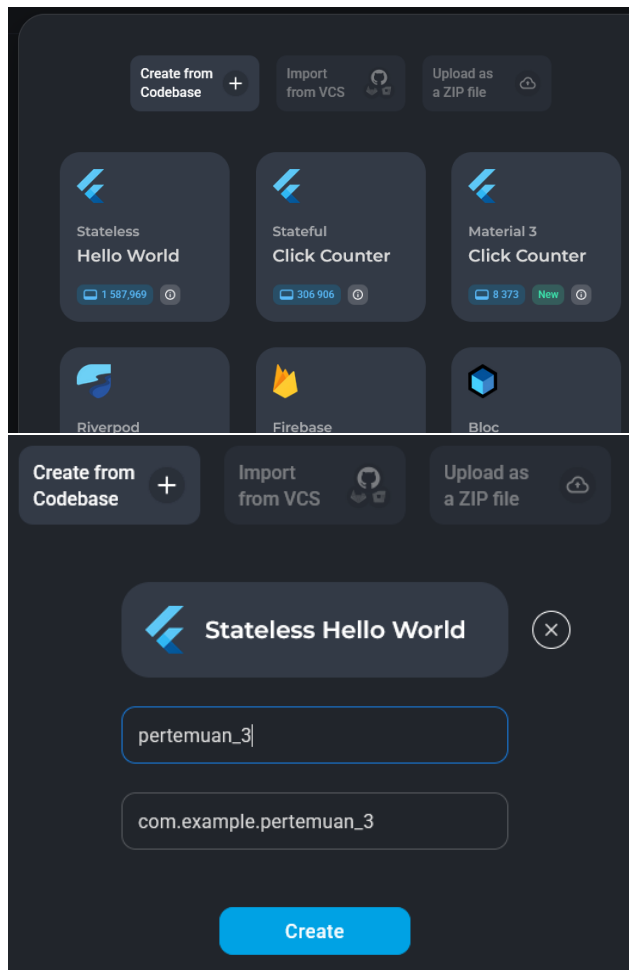 Create from
Codebase
Import
from VCS
Upload as
a ZIP file
Stateless
Hello World
1 587,969
Stateful
Click Counter
306 906
Material 3
Click Counter
8 373
New
Riverpod
Firebase
Bloc
Create from
Codebase
Import
from VCS
Upload as
a ZIP file
Stateless Hello World
pertemuan_3
com.example.pertemuan_3
Create